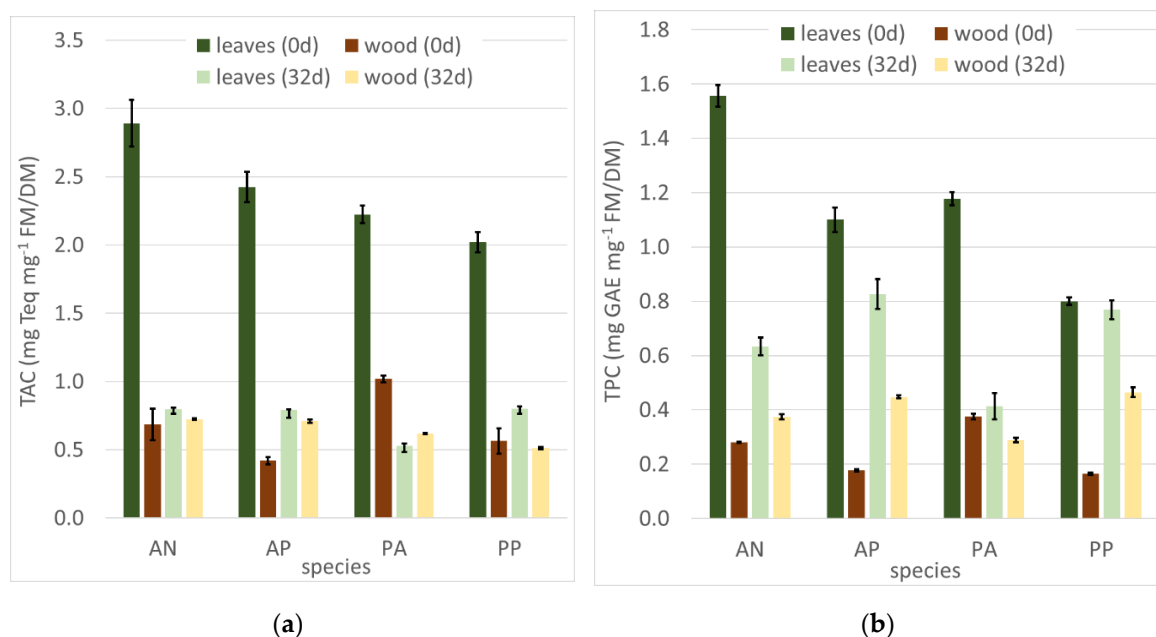 3.5
leaves (0d) wood (0d)
leaves (32d) wood (32d)
3.0
2.5
2.0
1.5
1.0
0.5
0.0
TAC (mg Teq mg⁻¹ FM/DM)
AN AP PA PP
species
(a)
1.8
leaves (0d) wood (0d)
leaves (32d) wood (32d)
1.6
1.4
1.2
1.0
0.8
0.6
0.4
0.2
0.0
TPC (mg GAE mg⁻¹ FM/DM)
AN AP PA PP
species
(b)